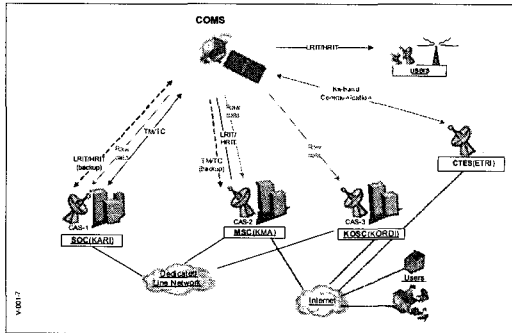 COMS
LRIT/HRIT
users
Ka-band
Communication
Raw
data
LRIT/
HRIT
TM/TC
LRIT/HRIT
(backup)
Raw
data
TM/TC
(backup)
Raw
data
CTES(ETRI)
CAS-1
CAS-2
CAS-3
SOC(KARI)
MSC(KMA)
KOSC(KORDI)
Dedicated
Line Network
Internet
Users
V-001-7